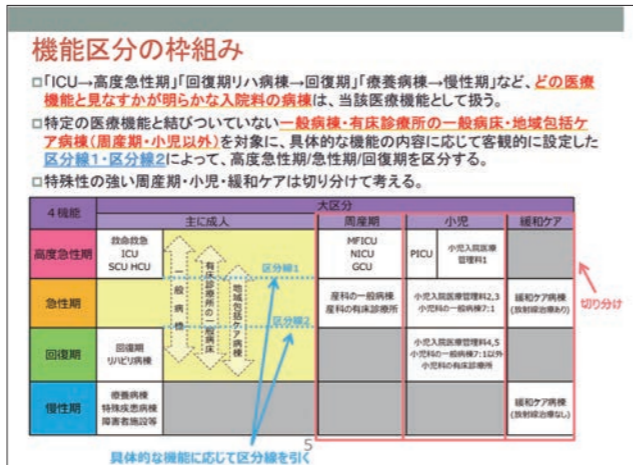 機能区分の枠組み
□「ICU→高度急性期」「回復期リハ病棟→回復期」「療養病棟→慢性期」など、どの医療
機能と見なすかが明らかな入院料の病棟は、当該医療機能として扱う。
□特定の医療機能と結びついていない一般病棟・有床診療所の一般病床・地域包括ケ
ア病棟(周産期・小児以外)を対象に、具体的な機能の内容に応じて客観的に設定した
区分線1・区分線2によって、高度急性期/急性期/回復期を区分する。
□特殊性の強い周産期・小児・緩和ケアは切り分けて考える。
4機能
大区分
主に成人
周産期
小児
緩和ケア
高度急性期
救命救急
ICU
SCU HCU
一般病棟
有床診療所の一般病床
地域包括ケア病棟
区分線1
MFICU
NICU
GCU
PICU
小児入院医療
管理料1
切り分け
急性期
区分線2
産科の一般病棟
産科の有床診療所
小児入院医療管理料2,3
小児科の一般病棟7:1
緩和ケア病棟
(放射線治療あり)
回復期
回復期
リハビリ病棟
小児入院医療管理料4,5
小児科の一般病棟7:1以外
小児科の有床診療所
慢性期
療養病棟
特殊疾患病棟
障害者施設等
緩和ケア病棟
(放射線治療なし)
5
具体的な機能に応じて区分線を引く